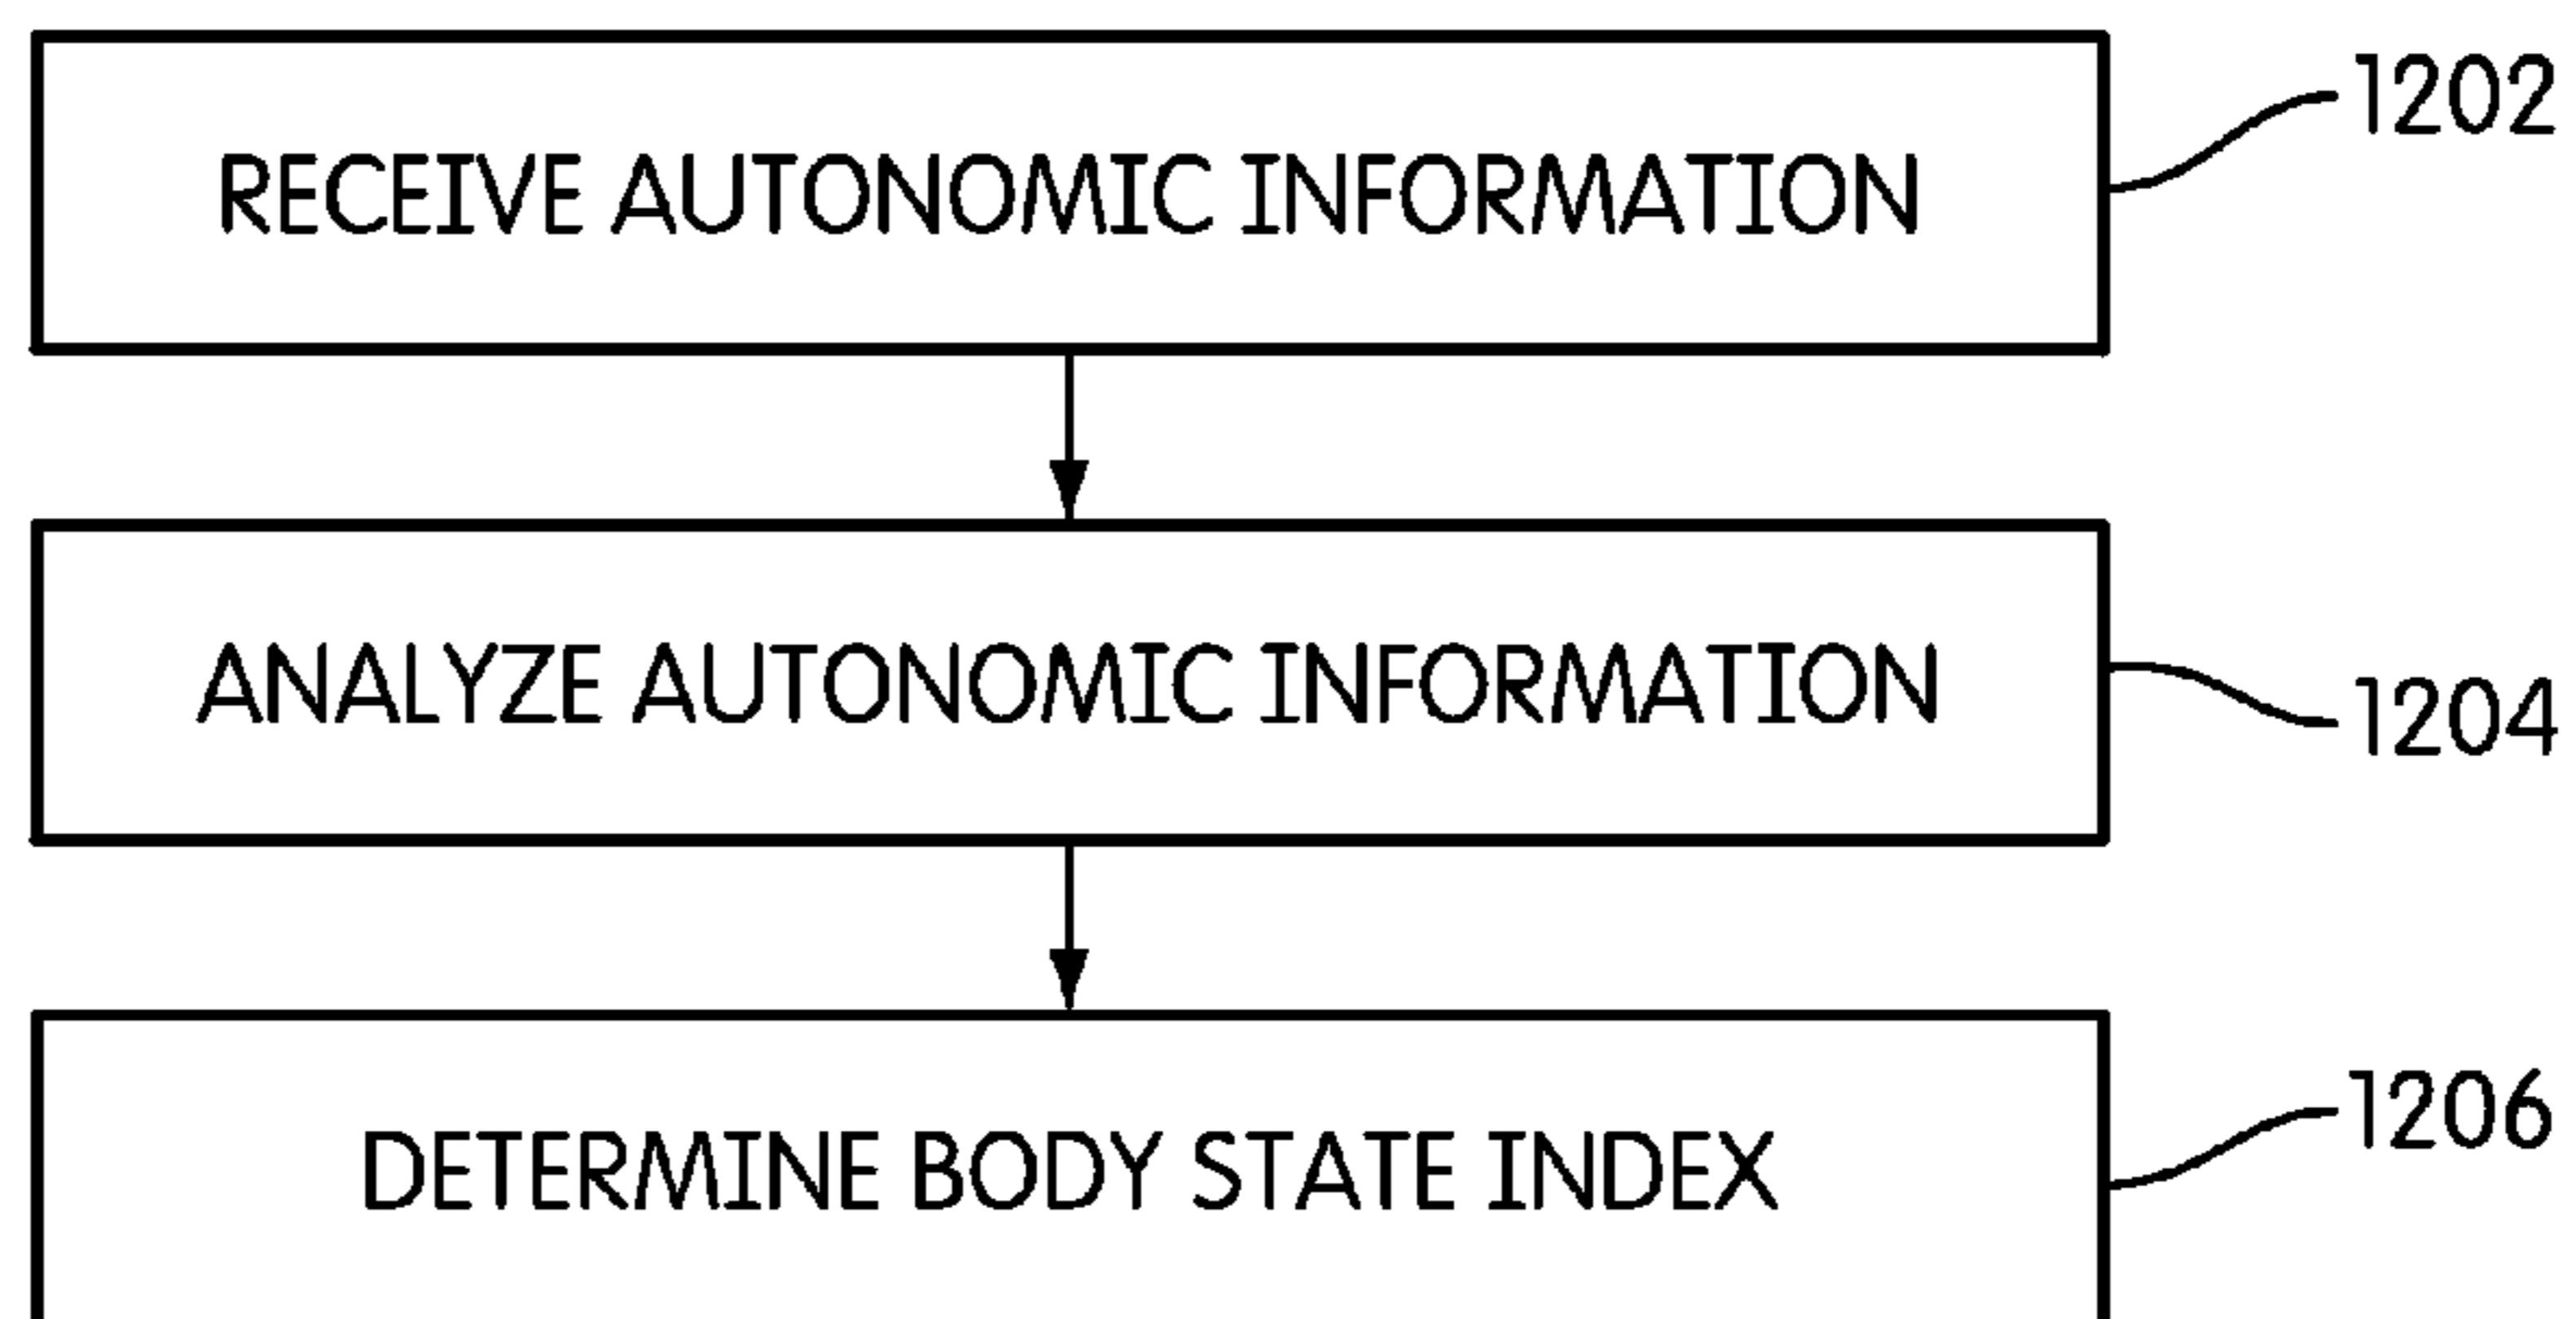 RECEIVE AUTONOMIC INFORMATION
1202
ANALYZE AUTONOMIC INFORMATION
1204
DETERMINE BODY STATE INDEX
1206